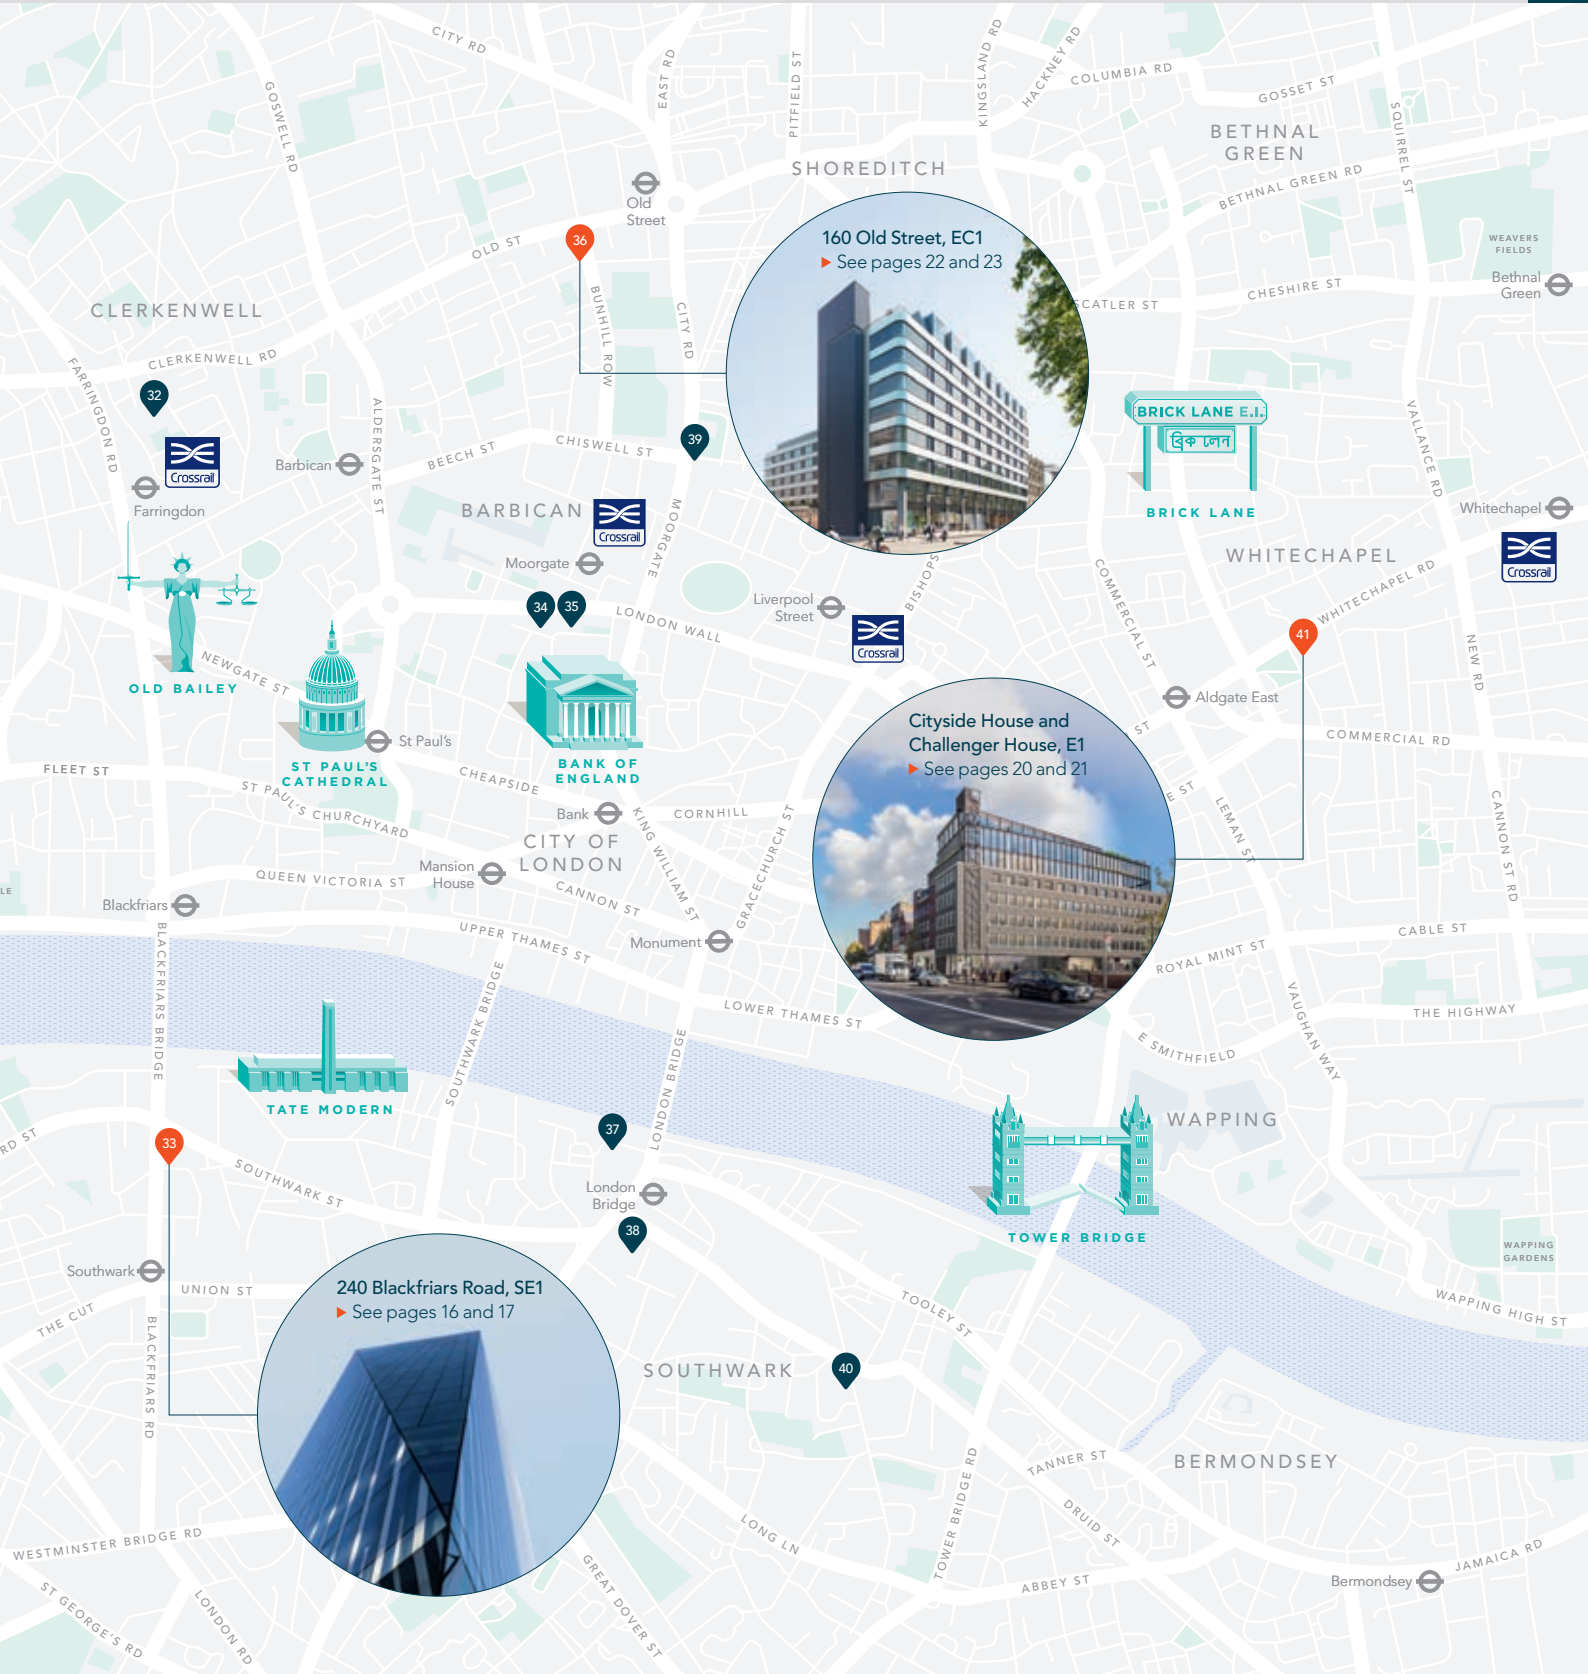 CITY RD
EAST RD
PITFIELD ST
KINGSLAND RD
HACKNEY RD
COLUMBIA RD
GOSSET ST
GOSWELL RD
SQUIRREL ST
BETHNAL
GREEN
SHOREDITCH
BETHNAL GREEN RD
Old
Street
OLD ST
36
160 Old Street, EC1
See pages 22 and 23
WEAVERS
FIELDS
Bethnal
Green
CHESHIRE ST
SCATLER ST
CLERKENWELL
BUNHILL ROW
CITY RD
CLERKENWELL RD
FARRINGDON RD
32
ALDERSGATE ST
BRICK LANE E.I.
ব্রিক লেন
BRICK LANE
VALLANCE RD
39
CHISWELL ST
BEECH ST
Barbican
Crossrail
Farringdon
BARBICAN
Crossrail
MOORGATE
Moorgate
Whitechapel
Crossrail
WHITECHAPEL
WHITECHAPEL RD
COMMERCIAL ST
BISHOPS
Liverpool
Street
Crossrail
34
35
LONDON WALL
41
NEW RD
NEWGATE ST
OLD BAILEY
Aldgate East
Cityside House and
Challenger House, E1
See pages 20 and 21
ST
COMMERCIAL RD
St Paul's
ST PAUL'S
CATHEDRAL
BANK OF
ENGLAND
FLEET ST
CHEAPSIDE
ST PAUL'S CHURCHYARD
Bank
CORNHILL
KING WILLIAM ST
GRACECHURCH ST
E ST
LEMAN ST
CANNON ST RD
CITY OF
LONDON
Mansion
House
QUEEN VICTORIA ST
CANNON ST
LE
Blackfriars
BLACKFRIARS BRIDGE
UPPER THAMES ST
Monument
CABLE ST
ROYAL MINT ST
SOUTHWARK BRIDGE
LOWER THAMES ST
THE HIGHWAY
VAUGHAN WAY
E SMITHFIELD
LONDON BRIDGE
TATE MODERN
37
WAPPING
33
RD ST
SOUTHWARK ST
London
Bridge
38
TOWER BRIDGE
WAPPING
GARDENS
Southwark
UNION ST
240 Blackfriars Road, SE1
See pages 16 and 17
THE CUT
BLACKFRIARS RD
TOOLEY ST
WAPPING HIGH ST
SOUTHWARK
40
TOWER BRIDGE RD
TANNER ST
BERMONDSEY
DRUID ST
LONG LN
WESTMINSTER BRIDGE RD
GREAT DOVER ST
ABBEY ST
Bermondsey
JAMAICA RD
ST GEORGE'S RD
LONDON RD